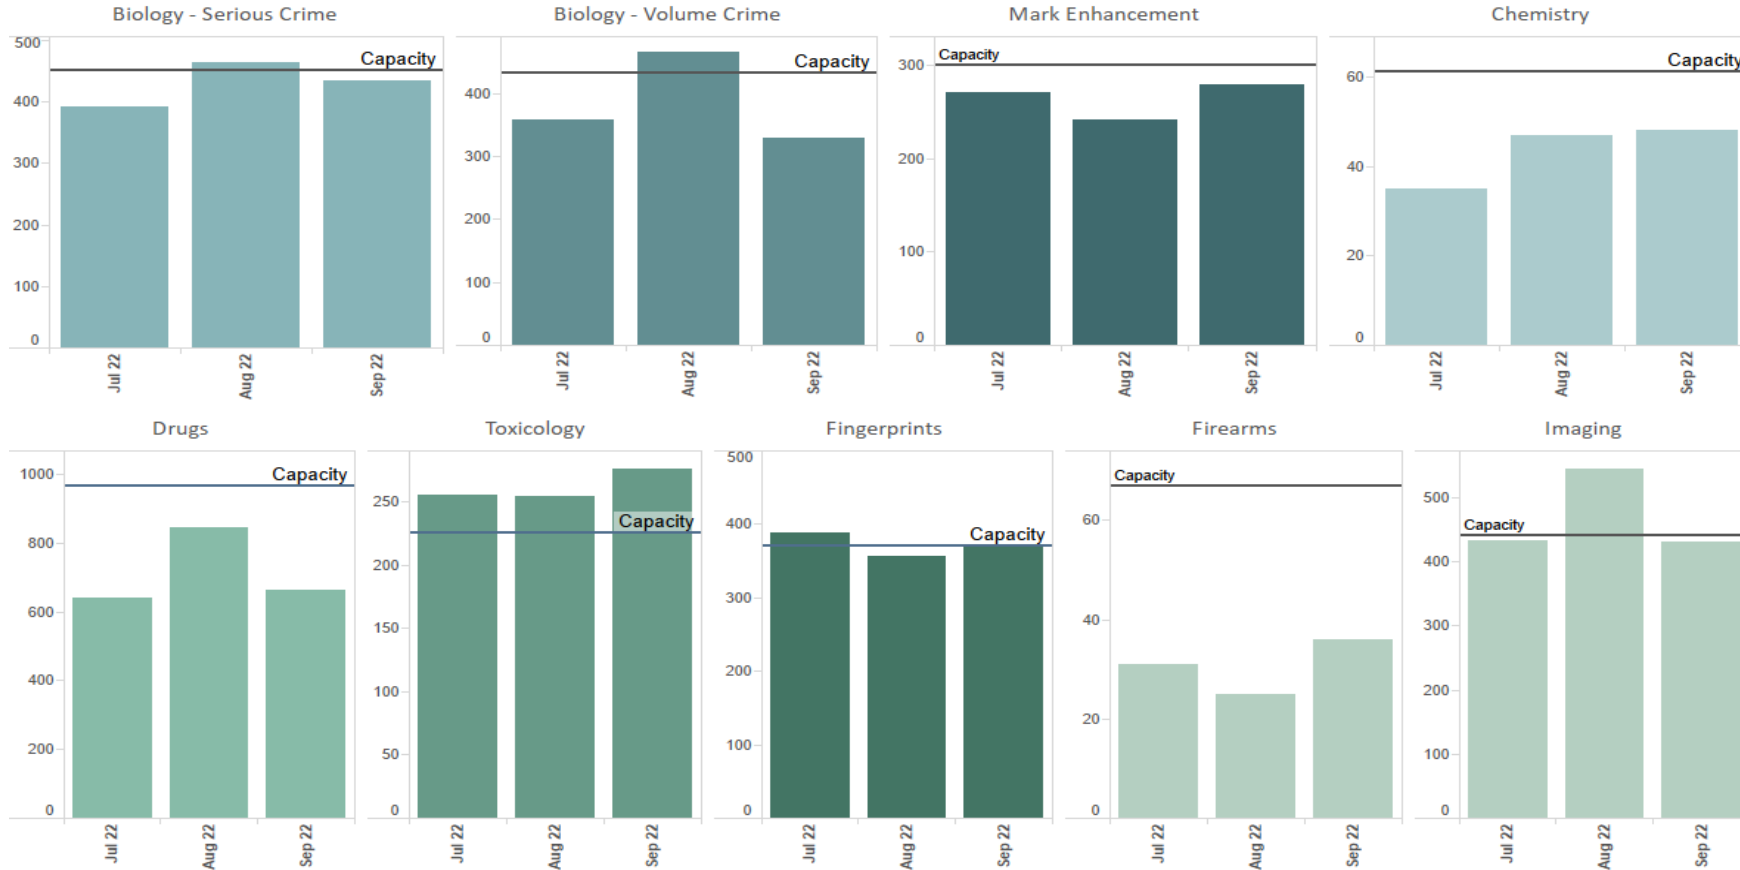 Biology - Serious Crime
500
400
300
200
100
0
Capacity
Jul 22
Aug 22
Sep 22
Biology - Volume Crime
400
300
200
100
0
Capacity
Jul 22
Aug 22
Sep 22
Mark Enhancement
300
200
100
0
Capacity
Jul 22
Aug 22
Sep 22
Chemistry
60
40
20
0
Capacity
Jul 22
Aug 22
Sep 22
Drugs
1000
800
600
400
200
0
Capacity
Jul 22
Aug 22
Sep 22
Toxicology
250
200
150
100
50
0
Capacity
Jul 22
Aug 22
Sep 22
Fingerprints
500
400
300
200
100
0
Capacity
Jul 22
Aug 22
Sep 22
Firearms
60
40
20
0
Capacity
Jul 22
Aug 22
Sep 22
Imaging
500
400
300
200
100
0
Capacity
Jul 22
Aug 22
Sep 22